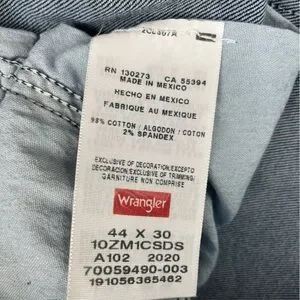 RN 130273 CA 55394
MADE IN MEXICO
HECHO EN MEXICO
FABRIQUE AU MEXIQUE
98% COTTON / ALGODON / COTON
2% SPANDEX
EXCLUSIVE OF DECORATION.EXCEPTO
DECORACION.EXCLUSIVE OF TRIMMING/
GARNITURE NON COMPRISE
Wrangler
44 X 30
10ZM1CSDS
A102 2020
70059490-003
191056365462